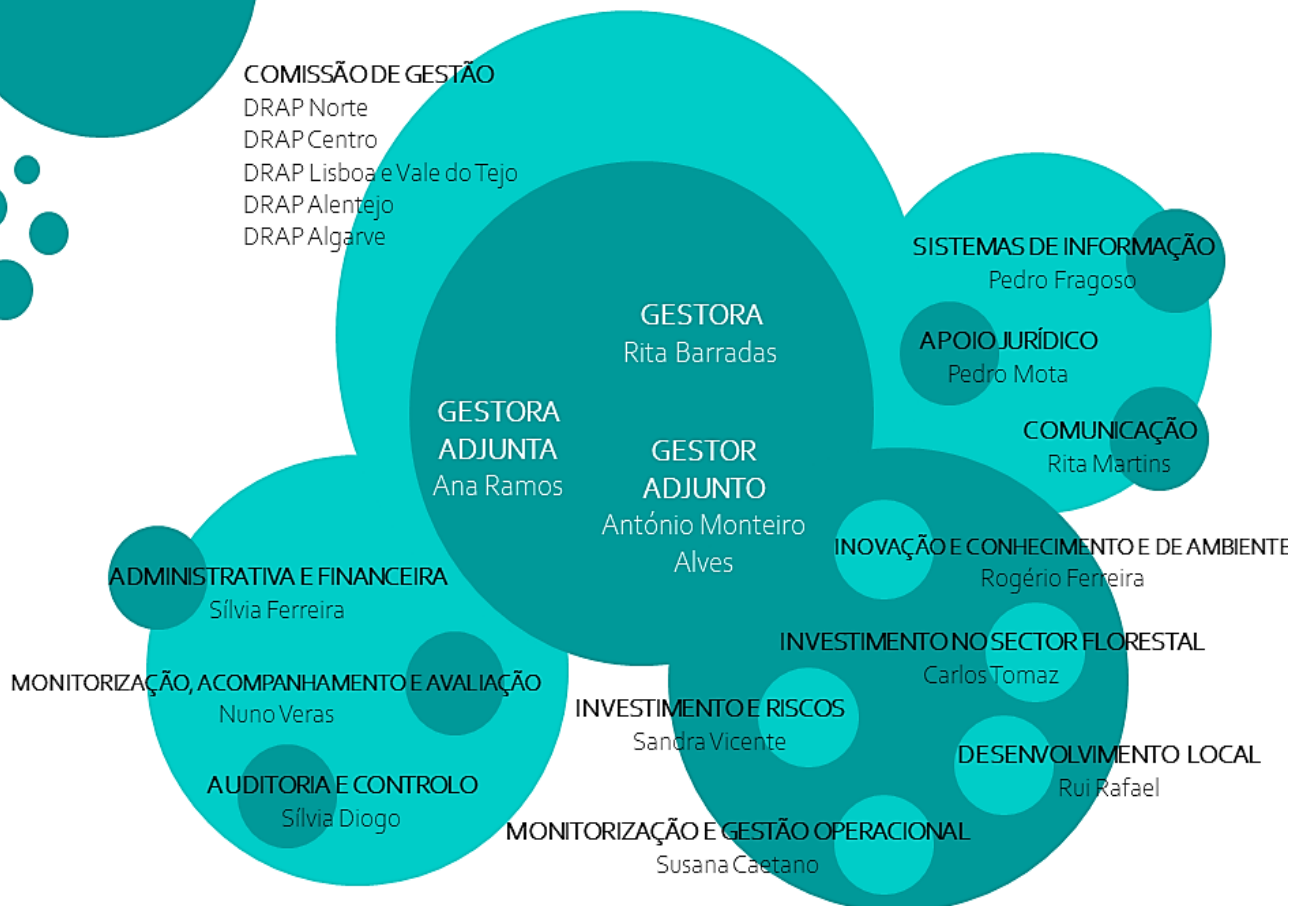 COMISSÃO DE GESTÃO
DRAP Norte
DRAP Centro
DRAP Lisboa e Vale do Tejo
DRAP Alentejo
DRAP Algarve
GESTORA
Rita Barradas
GESTORA
ADJUNTA
Ana Ramos
GESTOR
ADJUNTO
António Monteiro
Alves
SISTEMAS DE INFORMAÇÃO
Pedro Fragoso
APOIO JURÍDICO
Pedro Mota
COMUNICAÇÃO
Rita Martins
ADMINISTRATIVA E FINANCEIRA
Sílvia Ferreira
MONITORIZAÇÃO, ACOMPANHAMENTO E AVALIAÇÃO
Nuno Veras
AUDITORIA E CONTROLO
Sílvia Diogo
INOVAÇÃO E CONHECIMENTO E DE AMBIENTE
Rogério Ferreira
INVESTIMENTO NO SECTOR FLORESTAL
Carlos Tomaz
INVESTIMENTO E RISCOS
Sandra Vicente
DESENVOLVIMENTO LOCAL
Rui Rafael
MONITORIZAÇÃO E GESTÃO OPERACIONAL
Susana Caetano